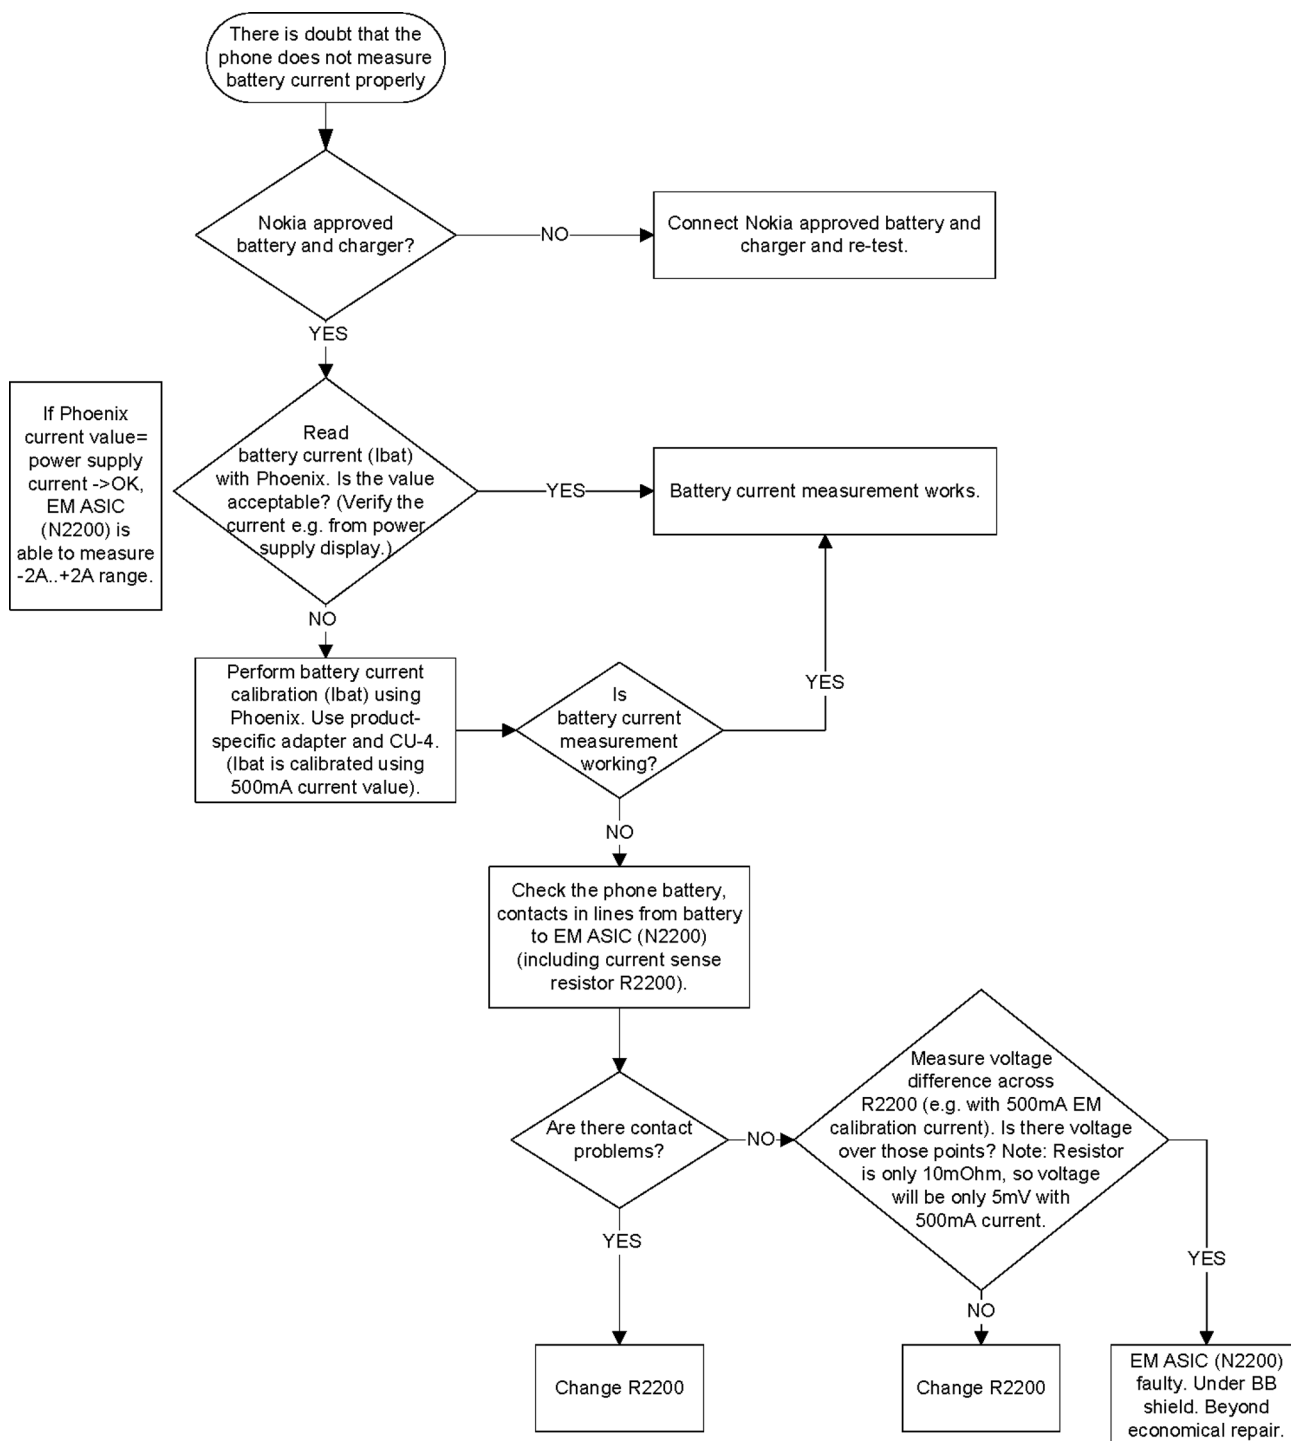 There is doubt that the
phone does not measure
battery current properly
Nokia approved
battery and charger?
NO
Connect Nokia approved battery and
charger and re-test.
YES
If Phoenix
current value=
power supply
current ->OK,
EM ASIC
(N2200) is
able to measure
-2A..+2A range.
Read
battery current (Ibat)
with Phoenix. Is the value
acceptable? (Verify the
current e.g. from power
supply display.)
YES
Battery current measurement works.
NO
Perform battery current
calibration (Ibat) using
Phoenix. Use product-
specific adapter and CU-4.
(Ibat is calibrated using
500mA current value).
Is
battery current
measurement
working?
YES
NO
Check the phone battery,
contacts in lines from battery
to EM ASIC (N2200)
(including current sense
resistor R2200).
Are there contact
problems?
NO
Measure voltage
difference across
R2200 (e.g. with 500mA EM
calibration current). Is there voltage
over those points? Note: Resistor
is only 10mOhm, so voltage
will be only 5mV with
500mA current.
YES
YES
NO
Change R2200
Change R2200
EM ASIC (N2200)
faulty. Under BB
shield. Beyond
economical repair.